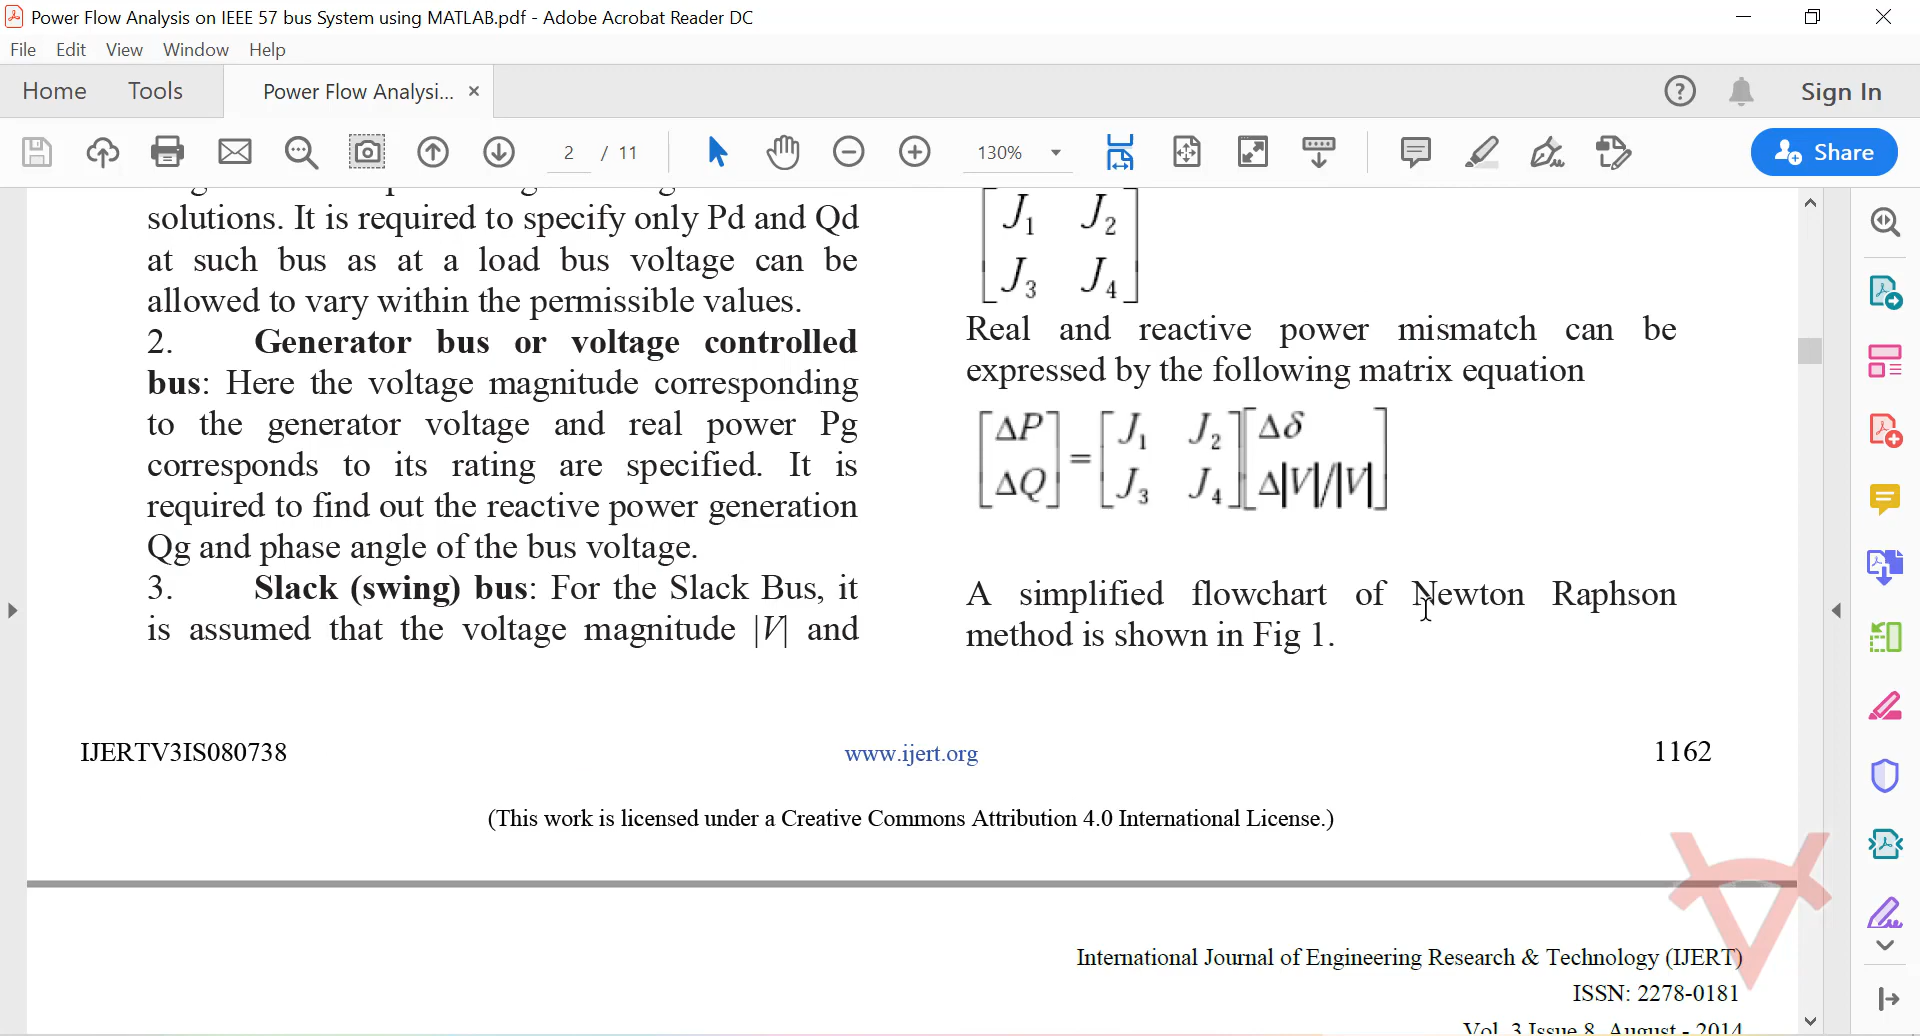 Power Flow Analysis on IEEE 57 bus System using MATLAB.pdf - Adobe Acrobat Reader DC
File Edit View Window Help
Home Tools Power Flow Analysi... × Sign In
2 / 11 130% Share
solutions. It is required to specify only Pd and Qd
at such bus as at a load bus voltage can be
allowed to vary within the permissible values.
2. Generator bus or voltage controlled
bus: Here the voltage magnitude corresponding
to the generator voltage and real power Pg
corresponds to its rating are specified. It is
required to find out the reactive power generation
Qg and phase angle of the bus voltage.
3. Slack (swing) bus: For the Slack Bus, it
is assumed that the voltage magnitude |V| and
J₁ J₂
J₃ J₄
Real and reactive power mismatch can be
expressed by the following matrix equation
[ΔP] = [J₁ J₂] [Δδ]
[ΔQ] [J₃ J₄] [Δ|V|/|V|]
A simplified flowchart of Newton Raphson
method is shown in Fig 1.
IJERTV3IS080738 www.ijert.org 1162
(This work is licensed under a Creative Commons Attribution 4.0 International License.)
International Journal of Engineering Research & Technology (IJERT)
ISSN: 2278-0181
Vol. 3 Issue 8, August - 2014